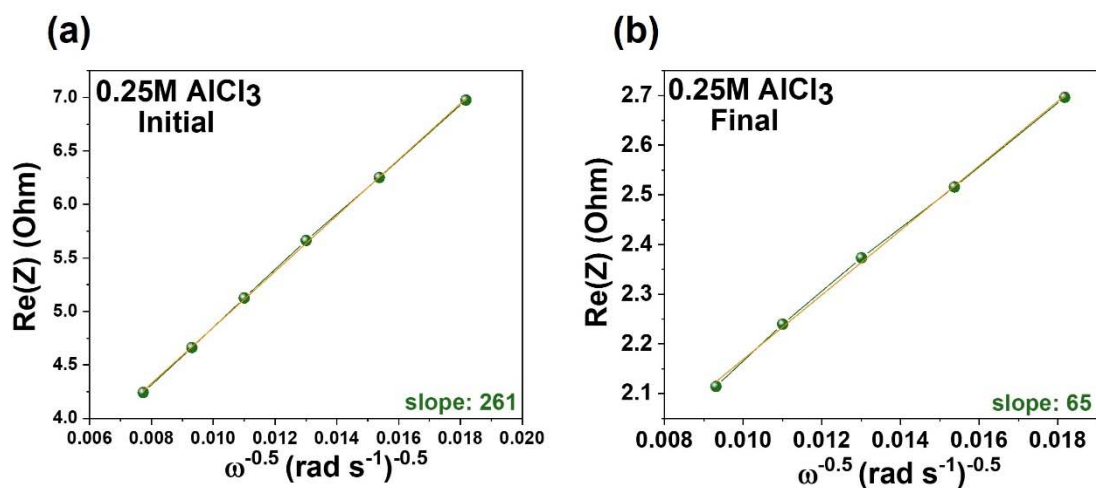 (a)
0.25M AlCl3
Initial
7.0
6.5
6.0
5.5
5.0
4.5
4.0
Re(Z) (Ohm)
slope: 261
0.006 0.008 0.010 0.012 0.014 0.016 0.018 0.020
ω-0.5 (rad s-1)-0.5
(b)
0.25M AlCl3
Final
2.7
2.6
2.5
2.4
2.3
2.2
2.1
Re(Z) (Ohm)
slope: 65
0.008 0.010 0.012 0.014 0.016 0.018
ω-0.5 (rad s-1)-0.5